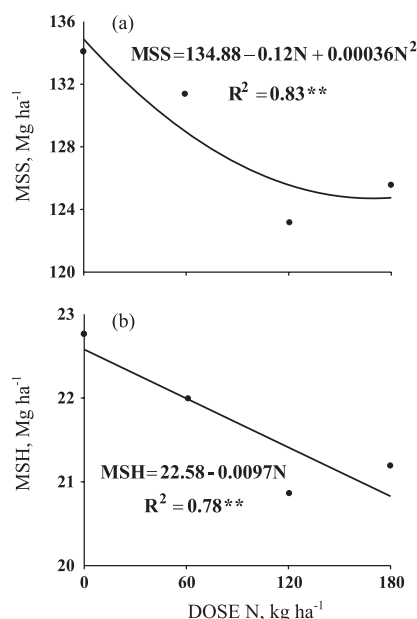 136
(a)
MSS=134.88–0.12N + 0.00036N²
132
R² =0.83**
MSS, Mg ha⁻¹
128
124
120
23
(b)
22
MSH, Mg ha⁻¹
MSH=22.58 - 0.0097N
21
R² =0.78**
20
0 60 120 180
DOSE N, kg ha⁻¹